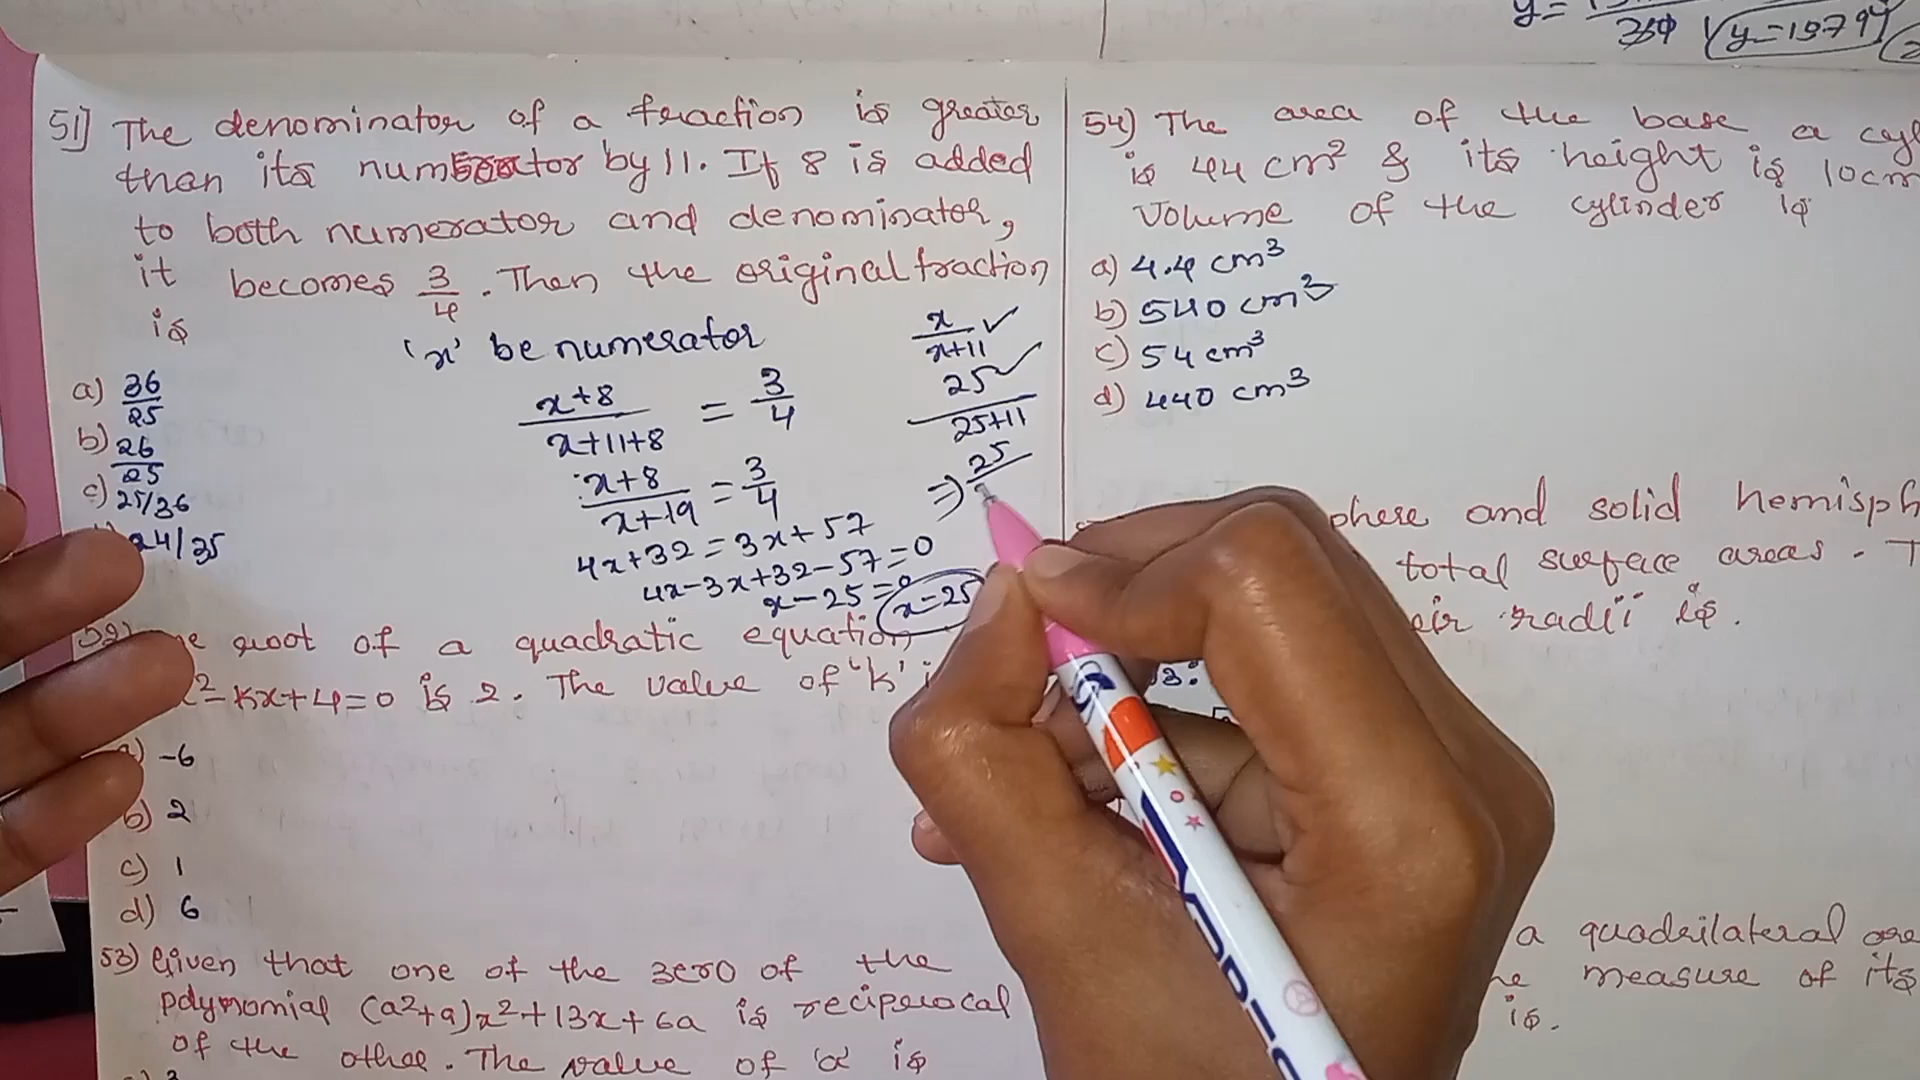 y=
350 y=1979
51] The denominator of a fraction is greater
than its numerator by 11. If 8 is added
to both numerator and denominator,
it becomes 3/4. Then the original fraction
is
'x' be numerator
x/x+11 ✓
a) 36/25
b) 26/25
c) 25/36
24/35
x+8/x+11+8 = 3/4
x+8/x+19 = 3/4
4x+32=3x+57
4x-3x+32-57=0
x-25=0
x=25
25/25+11 ✓
⇒ 25/
root of a quadratic equation
x²-kx+4=0 is 2. The value of 'k'
a) -6
b) 2
c) 1
d) 6
53) Given that one of the zero of the
polynomial (a²+9)x²+13x+6a is reciprocal
of the other. The value of 'a' is
54) The area of the base a
is 44 cm² & its height is 10cm
Volume of the cylinder is
a) 4.4 cm³
b) 540 cm³
c) 54 cm³
d) 440 cm³
and solid
total surface areas.
radii is.
a quadrilateral are
measure of its
is.